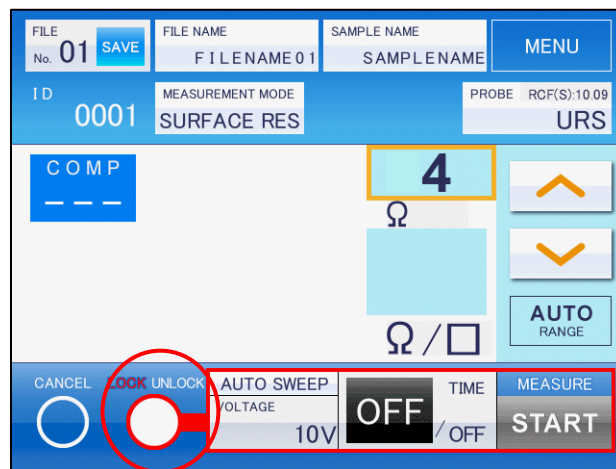 FILE
No. 01 SAVE
FILE NAME
FILENAME01
SAMPLE NAME
SAMPLENAME
MENU
ID
0001
MEASUREMENT MODE
SURFACE RES
PROBE RCF(S):10.09
URS
COMP
---
4
Ω
Ω/□
AUTO
RANGE
CANCEL
LOCK UNLOCK
AUTO SWEEP
VOLTAGE
10V
OFF
TIME
/OFF
MEASURE
START